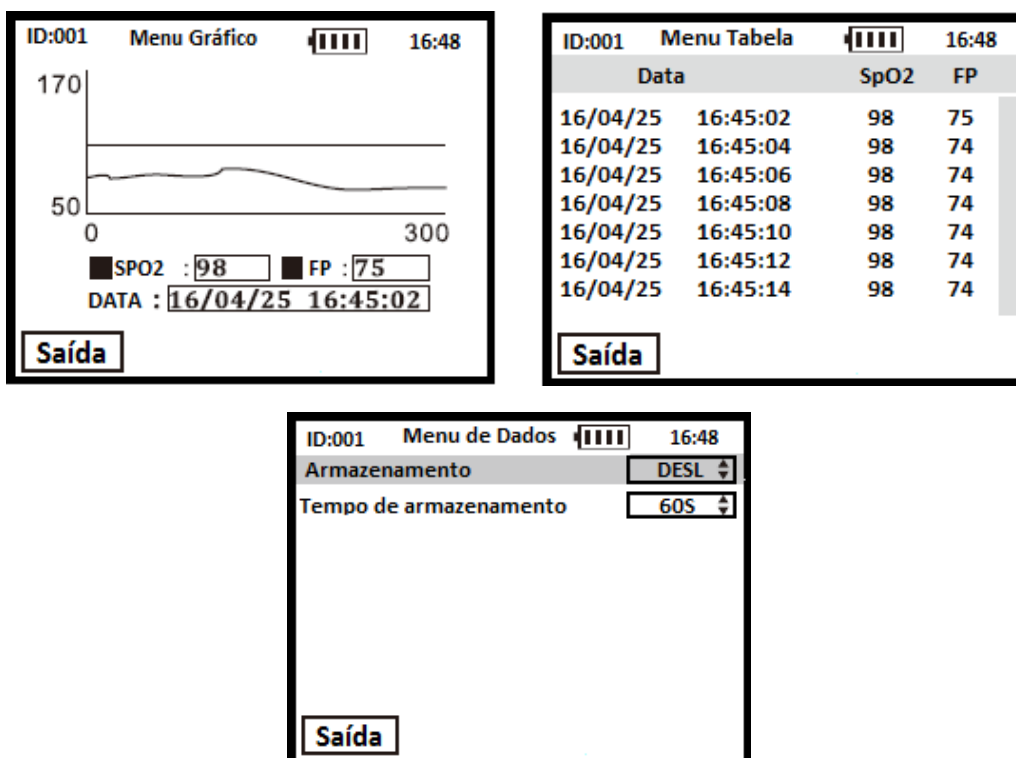 ID:001 Menu Gráfico 16:48
170
50
0 300
SPO2 : 98 FP : 75
DATA : 16/04/25 16:45:02
Saída
ID:001 Menu Tabela 16:48
Data SpO2 FP
16/04/25 16:45:02 98 75
16/04/25 16:45:04 98 74
16/04/25 16:45:06 98 74
16/04/25 16:45:08 98 74
16/04/25 16:45:10 98 74
16/04/25 16:45:12 98 74
16/04/25 16:45:14 98 74
Saída
ID:001 Menu de Dados 16:48
Armazenamento DESL
Tempo de armazenamento 60S
Saída